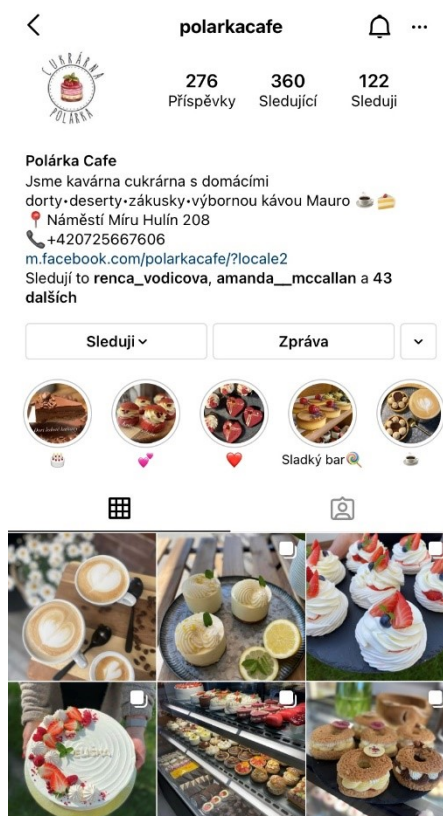 polarkacafe
CUKRÁRNA
POLÁRKA
276 360 122
Příspěvky Sledující Sleduji
Polárka Cafe
Jsme kavárna cukrárna s domácími
dorty•deserty•zákusky•výbornou kávou Mauro ☕🍰
📍 Náměstí Míru Hulín 208
📞+420725667606
m.facebook.com/polarkacafe/?locale2
Sledují to renca_vodicova, amanda__mccallan a 43
dalších
Sleduji Zpráva
Sladký bar🍭